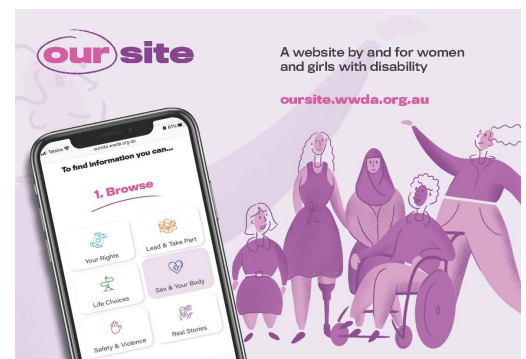 our site
A website by and for women
and girls with disability
oursite.wwda.org.au
Telstra 61%
oursite.wwda.org.au
To find information you can...
1. Browse
Your Rights
Lead & Take Part
Life Choices
Sex & Your Body
Safety & Violence
Real Stories